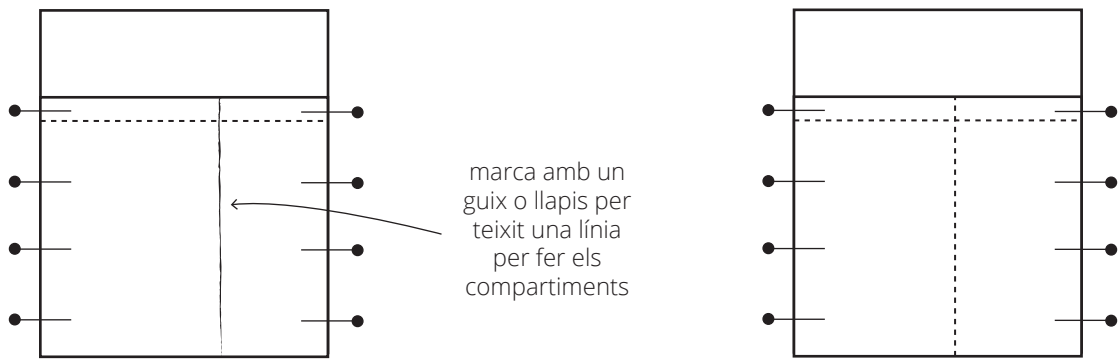 marca amb un
guix o llapis per
teixit una línia
per fer els
compartiments